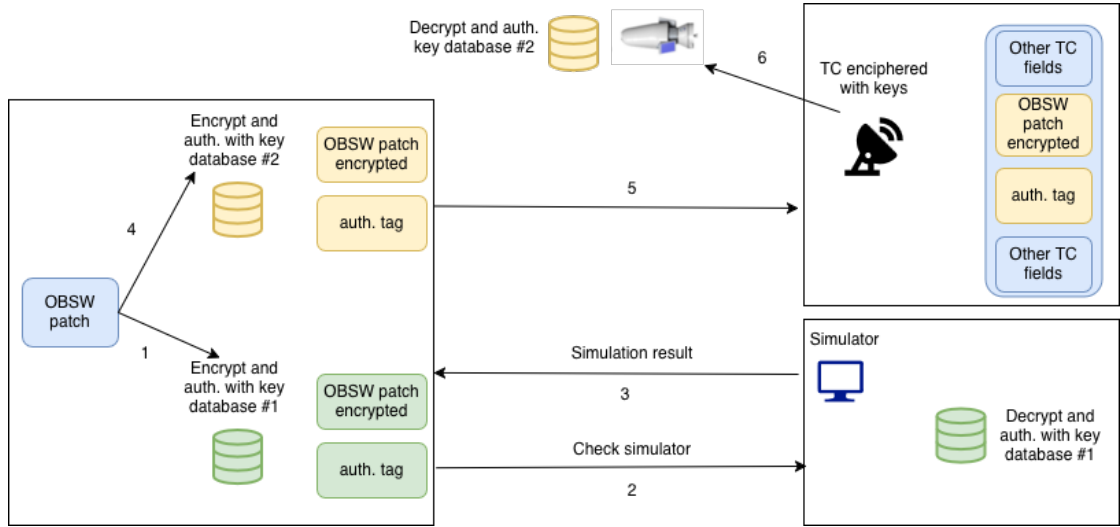 Decrypt and auth.
key database #2
6
TC enciphered
with keys
Other TC
fields
OBSW
patch
encrypted
auth. tag
Other TC
fields
Encrypt and
auth. with key
database #2
OBSW patch
encrypted
auth. tag
5
4
OBSW
patch
1
Encrypt and
auth. with key
database #1
OBSW patch
encrypted
auth. tag
Simulation result
3
Check simulator
2
Simulator
Decrypt and
auth. with key
database #1